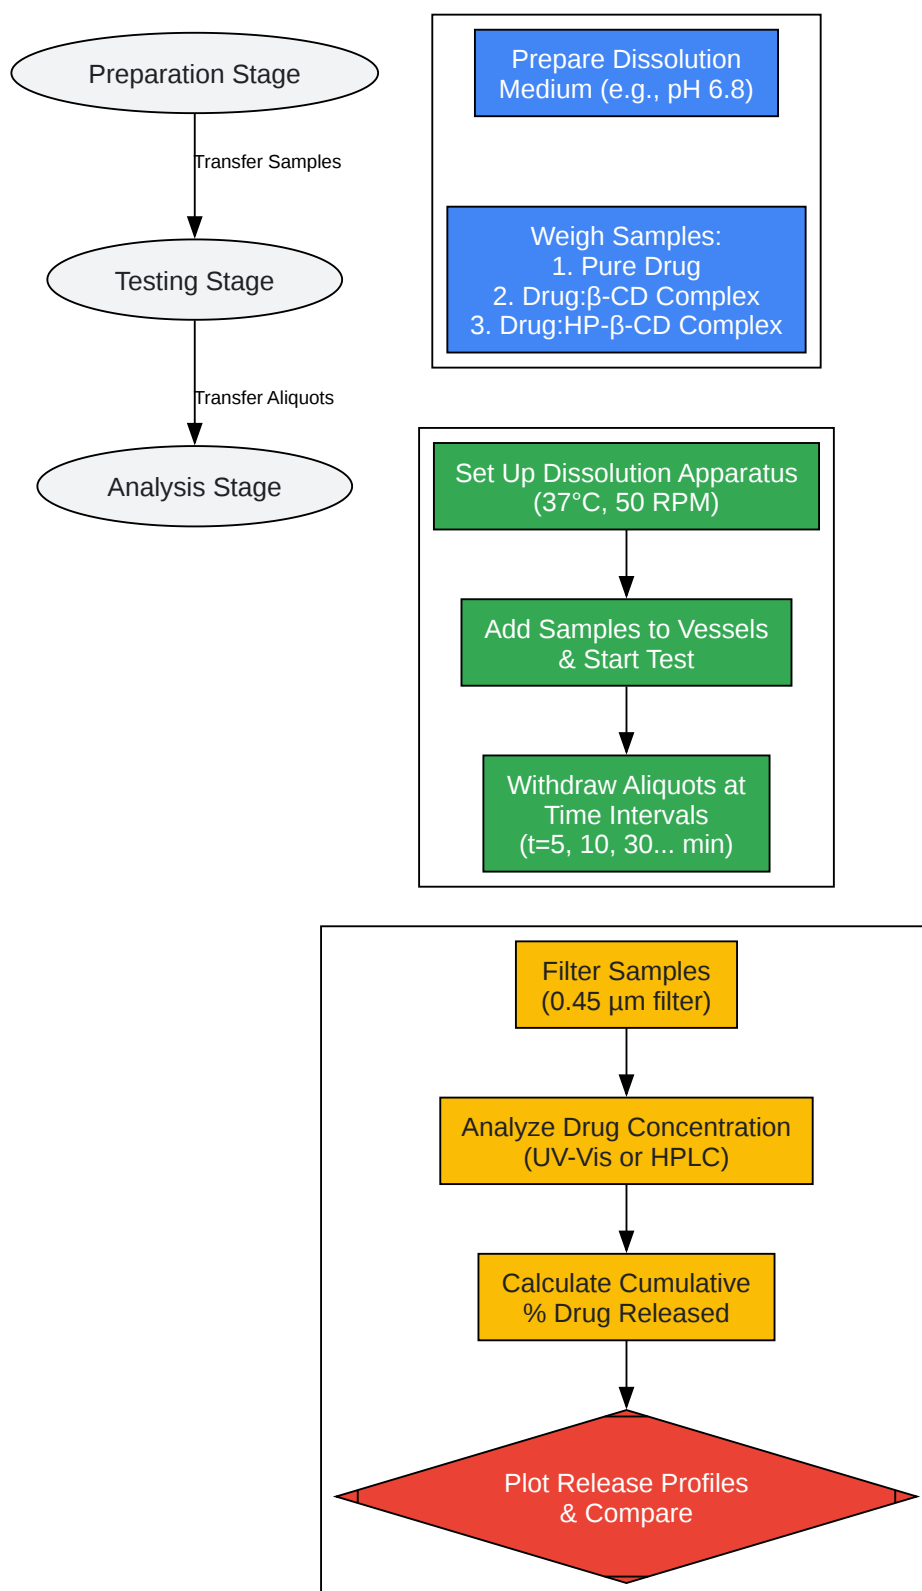 Preparation Stage
Transfer Samples
Testing Stage
Transfer Aliquots
Analysis Stage
Prepare Dissolution
Medium (e.g., pH 6.8)
Weigh Samples:
1. Pure Drug
2. Drug:β-CD Complex
3. Drug:HP-β-CD Complex
Set Up Dissolution Apparatus
(37°C, 50 RPM)
Add Samples to Vessels
& Start Test
Withdraw Aliquots at
Time Intervals
(t=5, 10, 30... min)
Filter Samples
(0.45 µm filter)
Analyze Drug Concentration
(UV-Vis or HPLC)
Calculate Cumulative
% Drug Released
Plot Release Profiles
& Compare